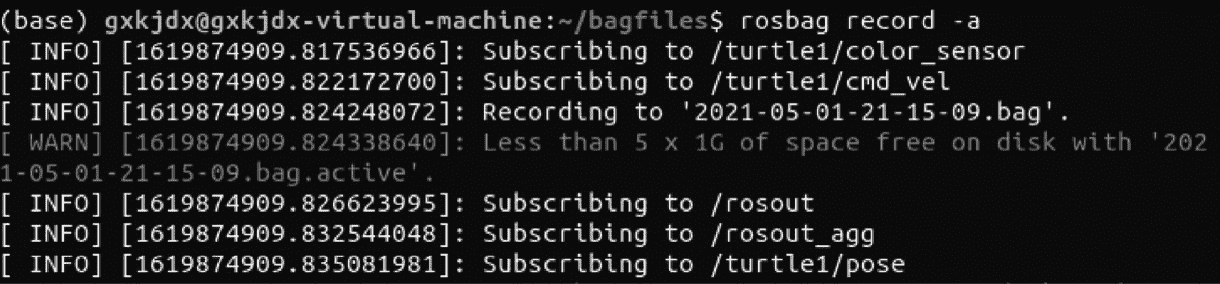 (base) gxkjdx@gxkjdx-virtual-machine:~/bagfiles$ rosbag record -a
[ INFO] [1619874909.817536966]: Subscribing to /turtle1/color_sensor
[ INFO] [1619874909.822172700]: Subscribing to /turtle1/cmd_vel
[ INFO] [1619874909.824248072]: Recording to '2021-05-01-21-15-09.bag'.
[ WARN] [1619874909.824338640]: Less than 5 x 1G of space free on disk with '202
1-05-01-21-15-09.bag.active'.
[ INFO] [1619874909.826623995]: Subscribing to /rosout
[ INFO] [1619874909.832544048]: Subscribing to /rosout_agg
[ INFO] [1619874909.835081981]: Subscribing to /turtle1/pose